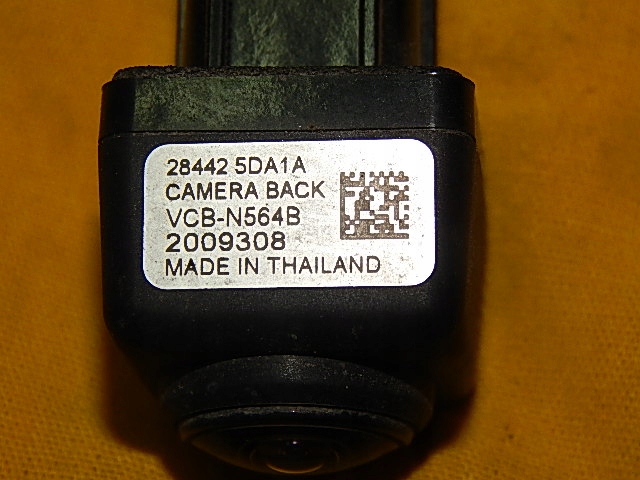 28442 5DA1A
CAMERA BACK
VCB-N564B
2009308
MADE IN THAILAND